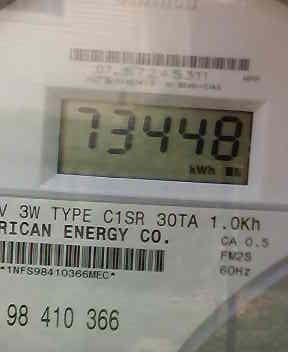 73448
kWh
V 3W TYPE C1SR 30TA 1.0Kh
RICAN ENERGY CO.
CA 0.5
FM2S
60Hz
*1NFS98410366MEC*
98 410 366